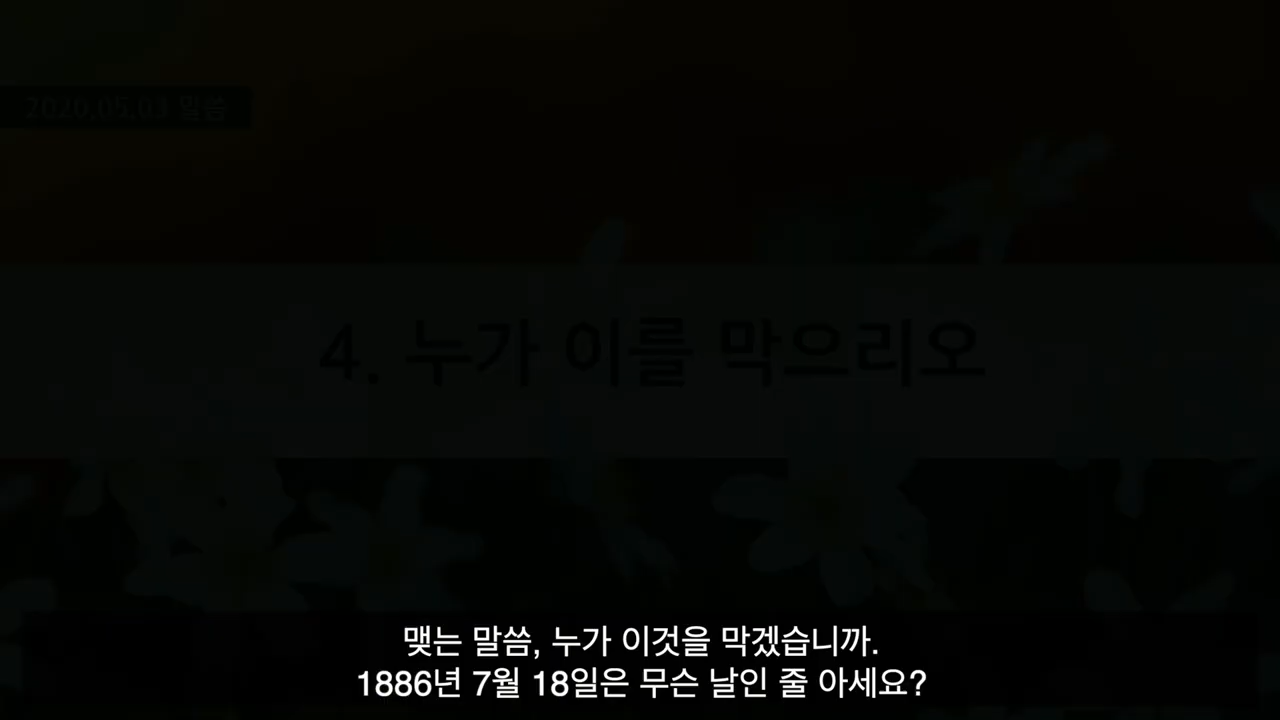 2020.05.03 말씀
4. 누가 이를 막으리오
맺는 말씀, 누가 이것을 막겠습니까.
1886년 7월 18일은 무슨 날인 줄 아세요?